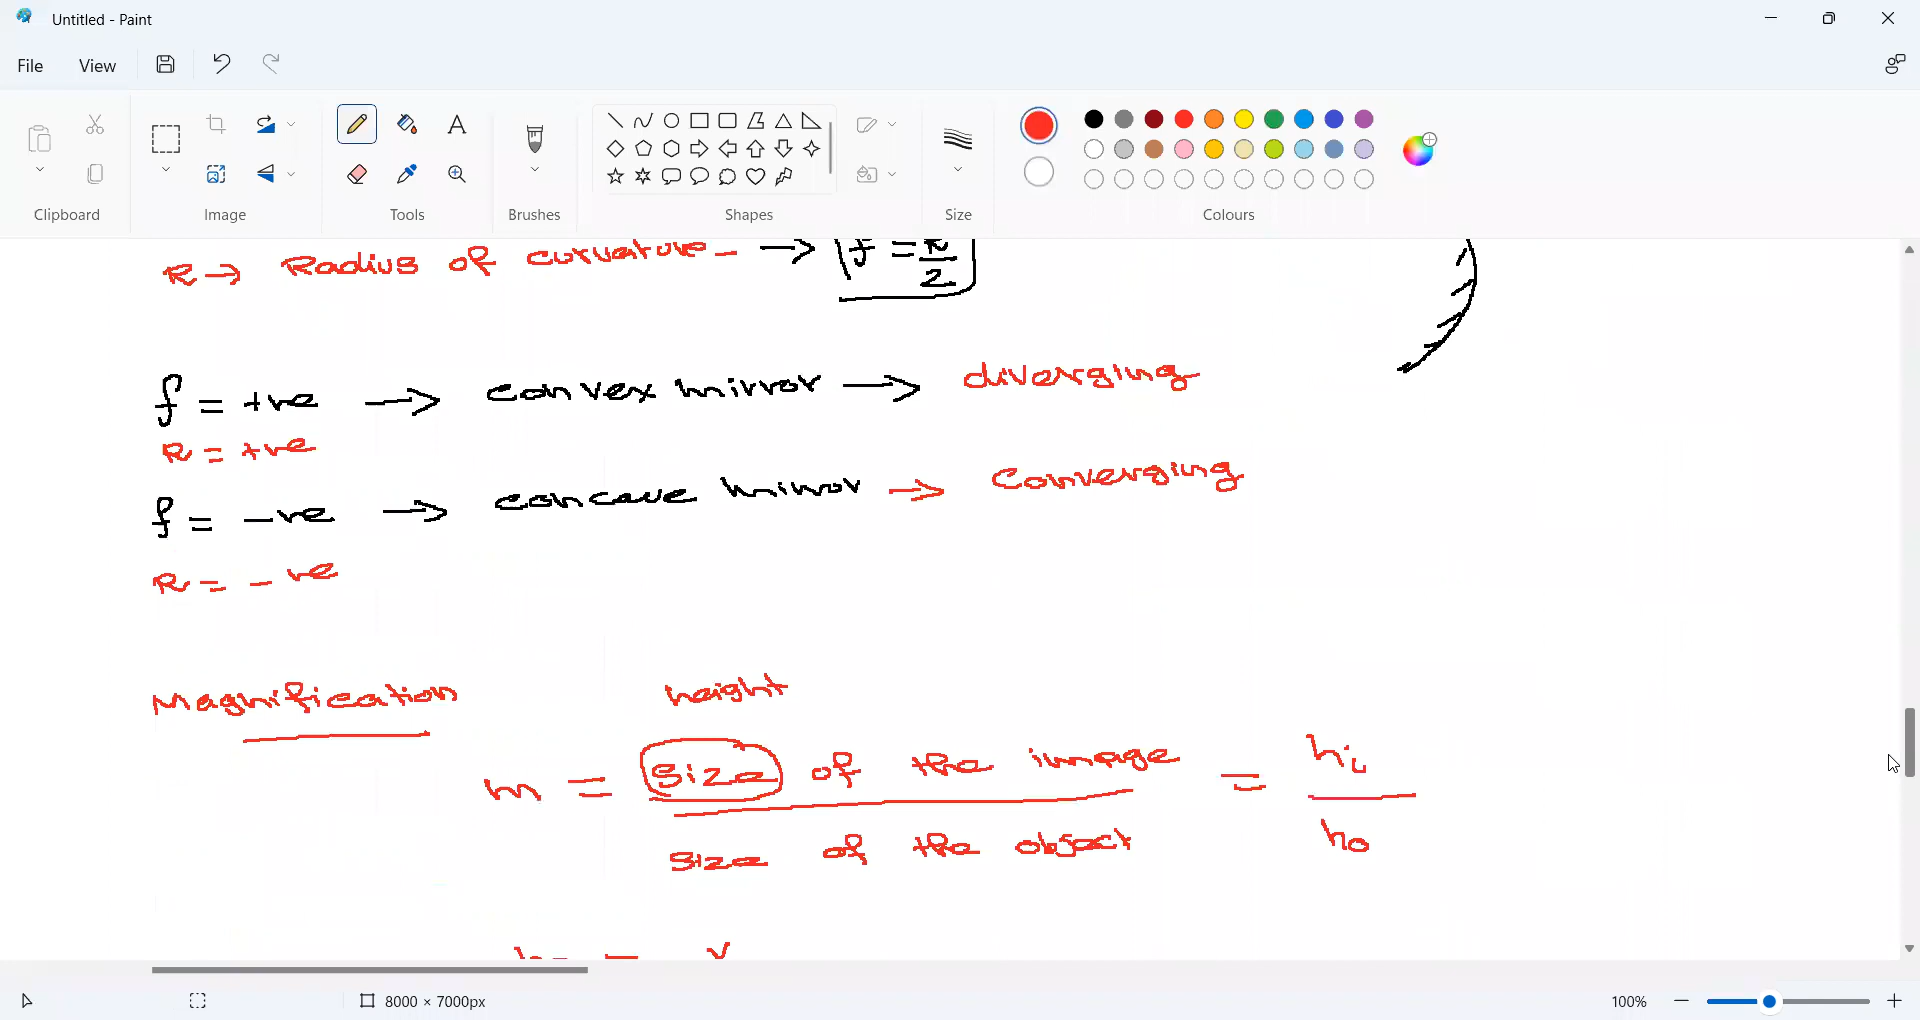 Untitled - Paint
File View
Clipboard Image Tools Brushes Shapes Size Colours
R → Radius of curvature - → f = R/2
f = +ve → convex mirror → diverging
R = +ve
f = -ve → concave mirror → Converging
R = - ve
Magnification height
m = size of the image / size of the object = hi / ho
8000 × 7000px 100%